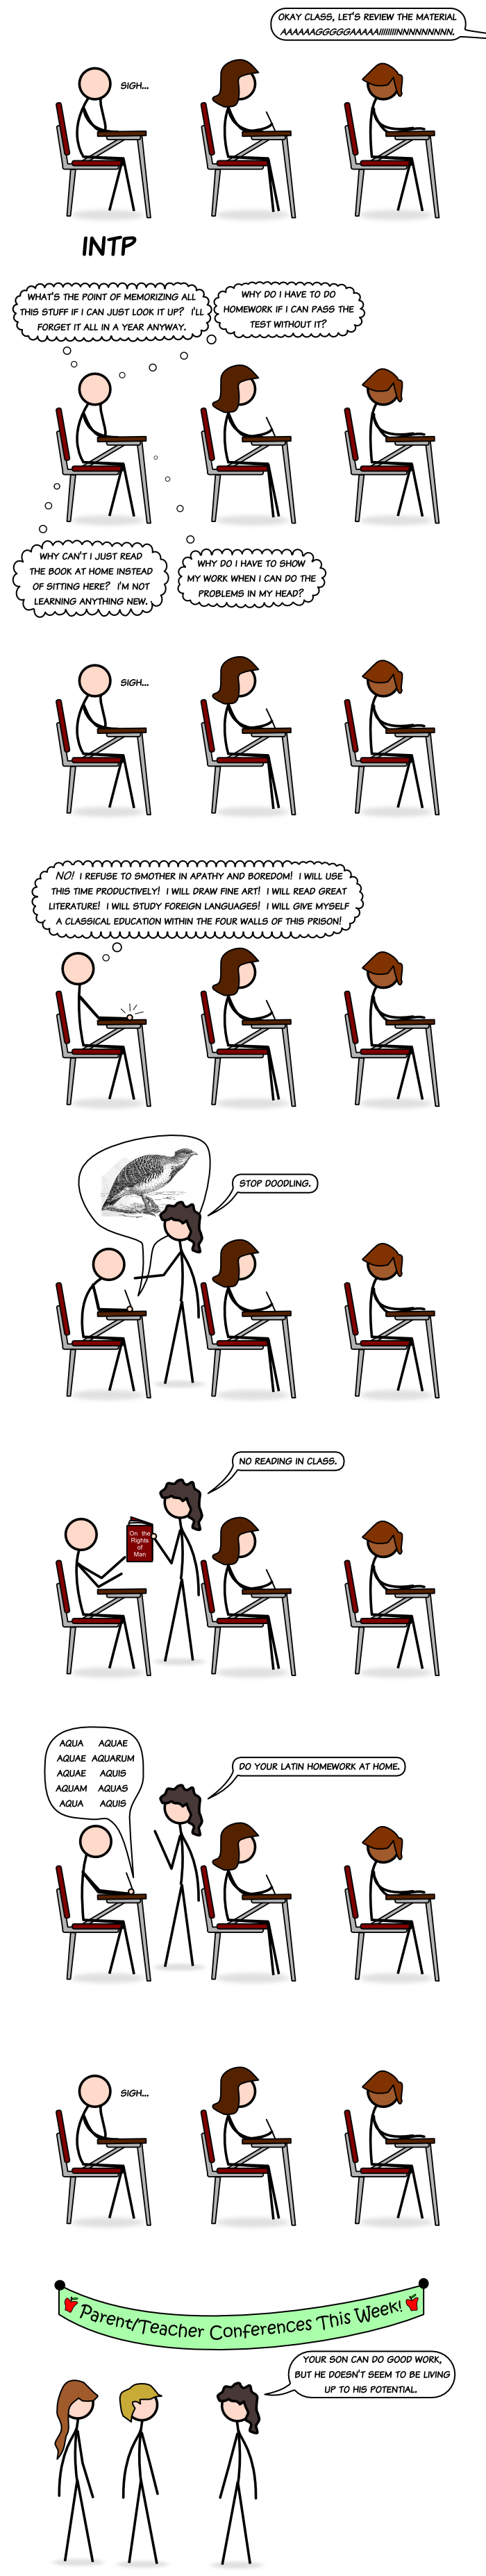 OKAY CLASS, LET'S REVIEW THE MATERIAL
AAAAAAGGGGGAAAAAIIIIIIIINNNNNNNNN.
SIGH...
INTP
WHAT'S THE POINT OF MEMORIZING ALL
THIS STUFF IF I CAN JUST LOOK IT UP? I'LL
FORGET IT ALL IN A YEAR ANYWAY.
WHY DO I HAVE TO DO
HOMEWORK IF I CAN PASS THE
TEST WITHOUT IT?
WHY CAN'T I JUST READ
THE BOOK AT HOME INSTEAD
OF SITTING HERE? I'M NOT
LEARNING ANYTHING NEW.
WHY DO I HAVE TO SHOW
MY WORK WHEN I CAN DO THE
PROBLEMS IN MY HEAD?
SIGH...
NO! I REFUSE TO SMOTHER IN APATHY AND BOREDOM! I WILL USE
THIS TIME PRODUCTIVELY! I WILL DRAW FINE ART! I WILL READ GREAT
LITERATURE! I WILL STUDY FOREIGN LANGUAGES! I WILL GIVE MYSELF
A CLASSICAL EDUCATION WITHIN THE FOUR WALLS OF THIS PRISON!
STOP DOODLING.
NO READING IN CLASS.
On the
Rights
of
Man
AQUA AQUAE
AQUAE AQUARUM
AQUAE AQUIS
AQUAM AQUAS
AQUA AQUIS
DO YOUR LATIN HOMEWORK AT HOME.
SIGH...
Parent/Teacher Conferences This Week!
YOUR SON CAN DO GOOD WORK,
BUT HE DOESN'T SEEM TO BE LIVING
UP TO HIS POTENTIAL.